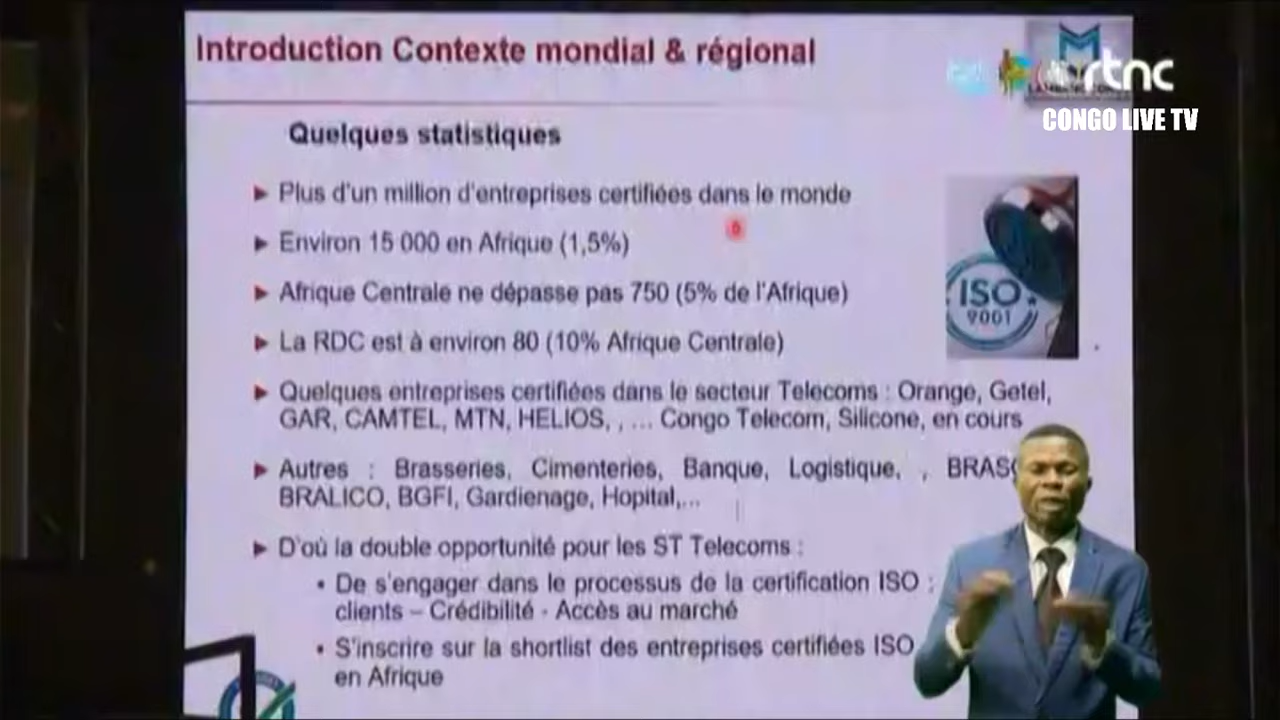 Introduction Contexte mondial & régional
rtnc
CONGO LIVE TV
Quelques statistiques
► Plus d'un million d'entreprises certifiées dans le monde
► Environ 15 000 en Afrique (1,5%)
► Afrique Centrale ne dépasse pas 750 (5% de l'Afrique)
► La RDC est à environ 80 (10% Afrique Centrale)
ISO
9001
► Quelques entreprises certifiées dans le secteur Telecoms : Orange, Getel,
GAR, CAMTEL, MTN, HELIOS, , … Congo Telecom, Silicone, en cours
► Autres : Brasseries, Cimenteries, Banque, Logistique, ,
BRALICO, BGFI, Gardienage, Hopital,...
► D'où la double opportunité pour les ST Telecoms :
• De s'engager dans le processus de la certification ISO :
clients – Crédibilité - Accès au marché
• S'inscrire sur la shortlist des entreprises certifiées ISO
en Afrique